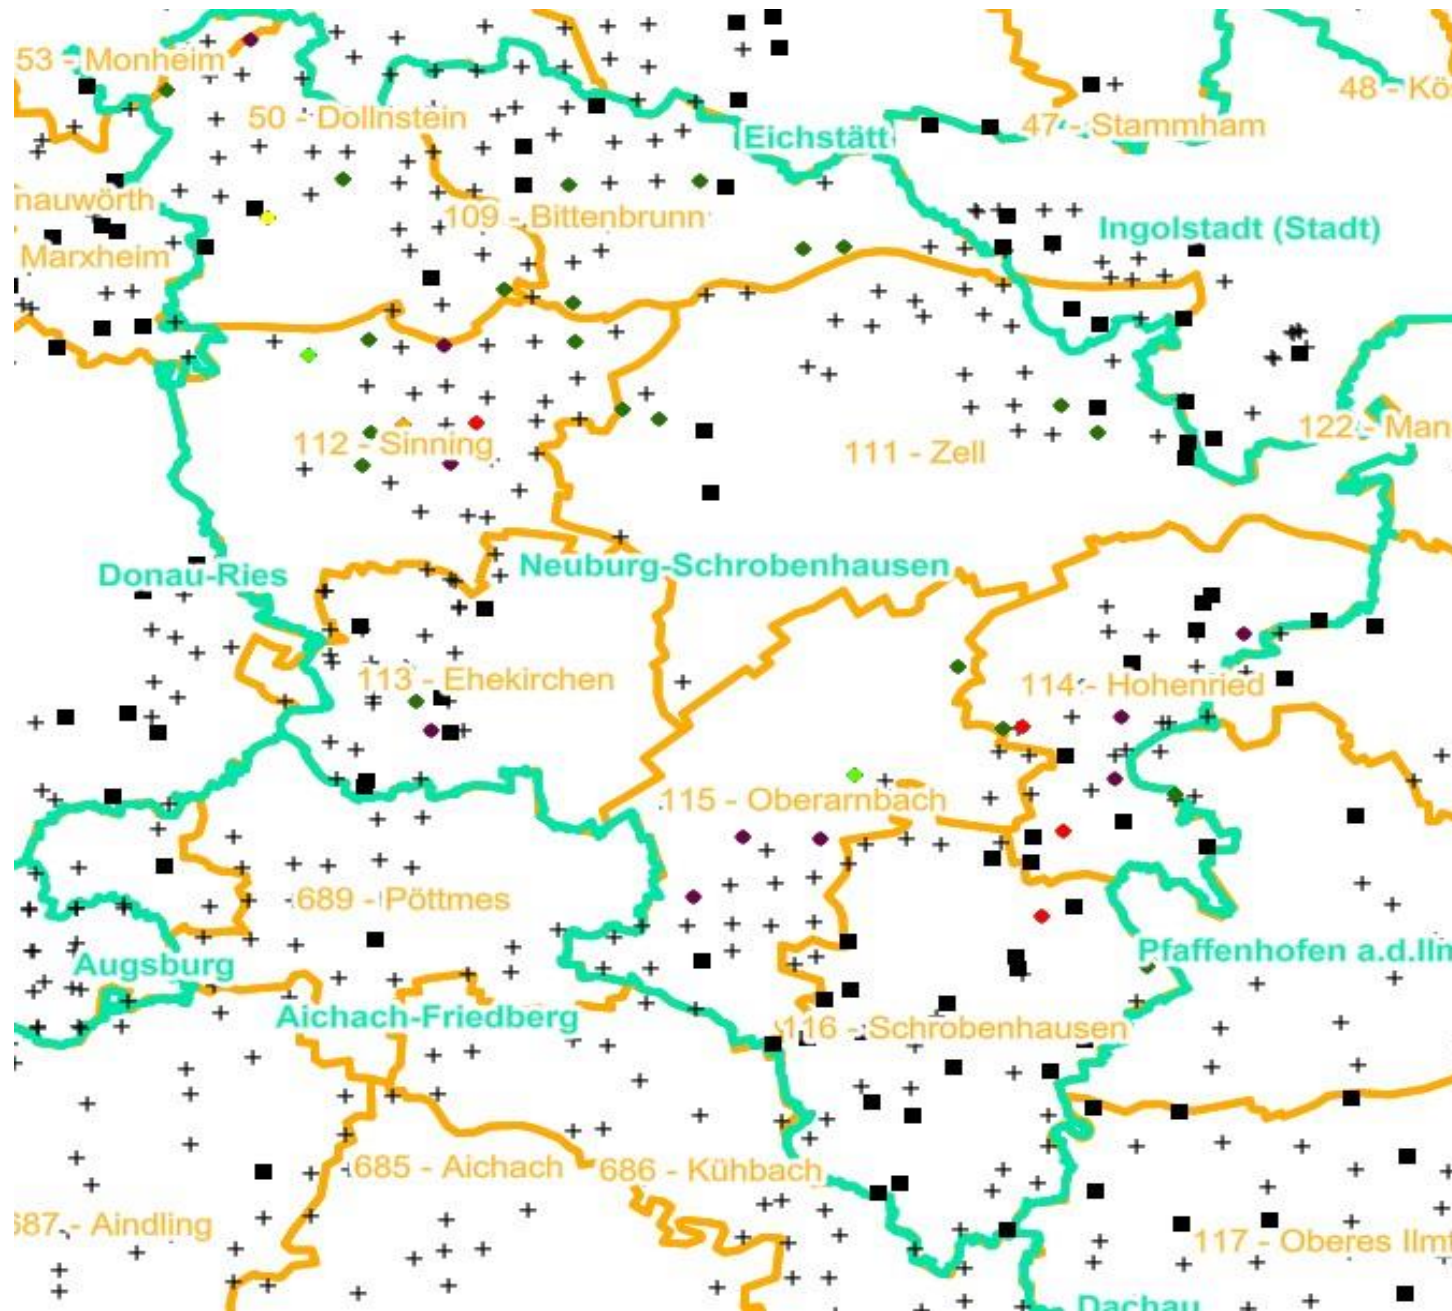 53 - Monheim
48 - Kö
50 - Dollnstein
47 - Stammham
Eichstätt
nauwörth
109 - Bittenbrunn
Ingolstadt (Stadt)
Marxheim
122 - Man
112 - Sinning
111 - Zell
Neuburg-Schrobenhausen
Donau-Ries
113 - Ehekirchen
114 - Hohenried
115 - Oberarnbach
689 - Pöttmes
Pfaffenhofen a.d.Ilm
Augsburg
Aichach-Friedberg
116 - Schrobenhausen
685 - Aichach
686 - Kühbach
687 - Aindling
117 - Oberes Ilmt
Dachau